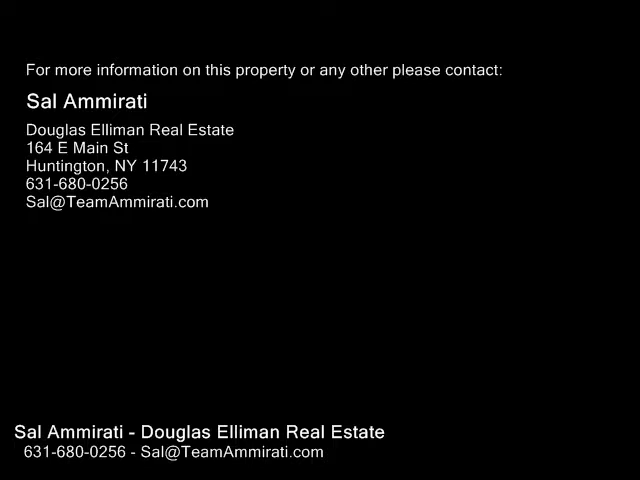 For more information on this property or any other please contact:
Sal Ammirati
Douglas Elliman Real Estate
164 E Main St
Huntington, NY 11743
631-680-0256
Sal@TeamAmmirati.com
Sal Ammirati - Douglas Elliman Real Estate
631-680-0256 - Sal@TeamAmmirati.com